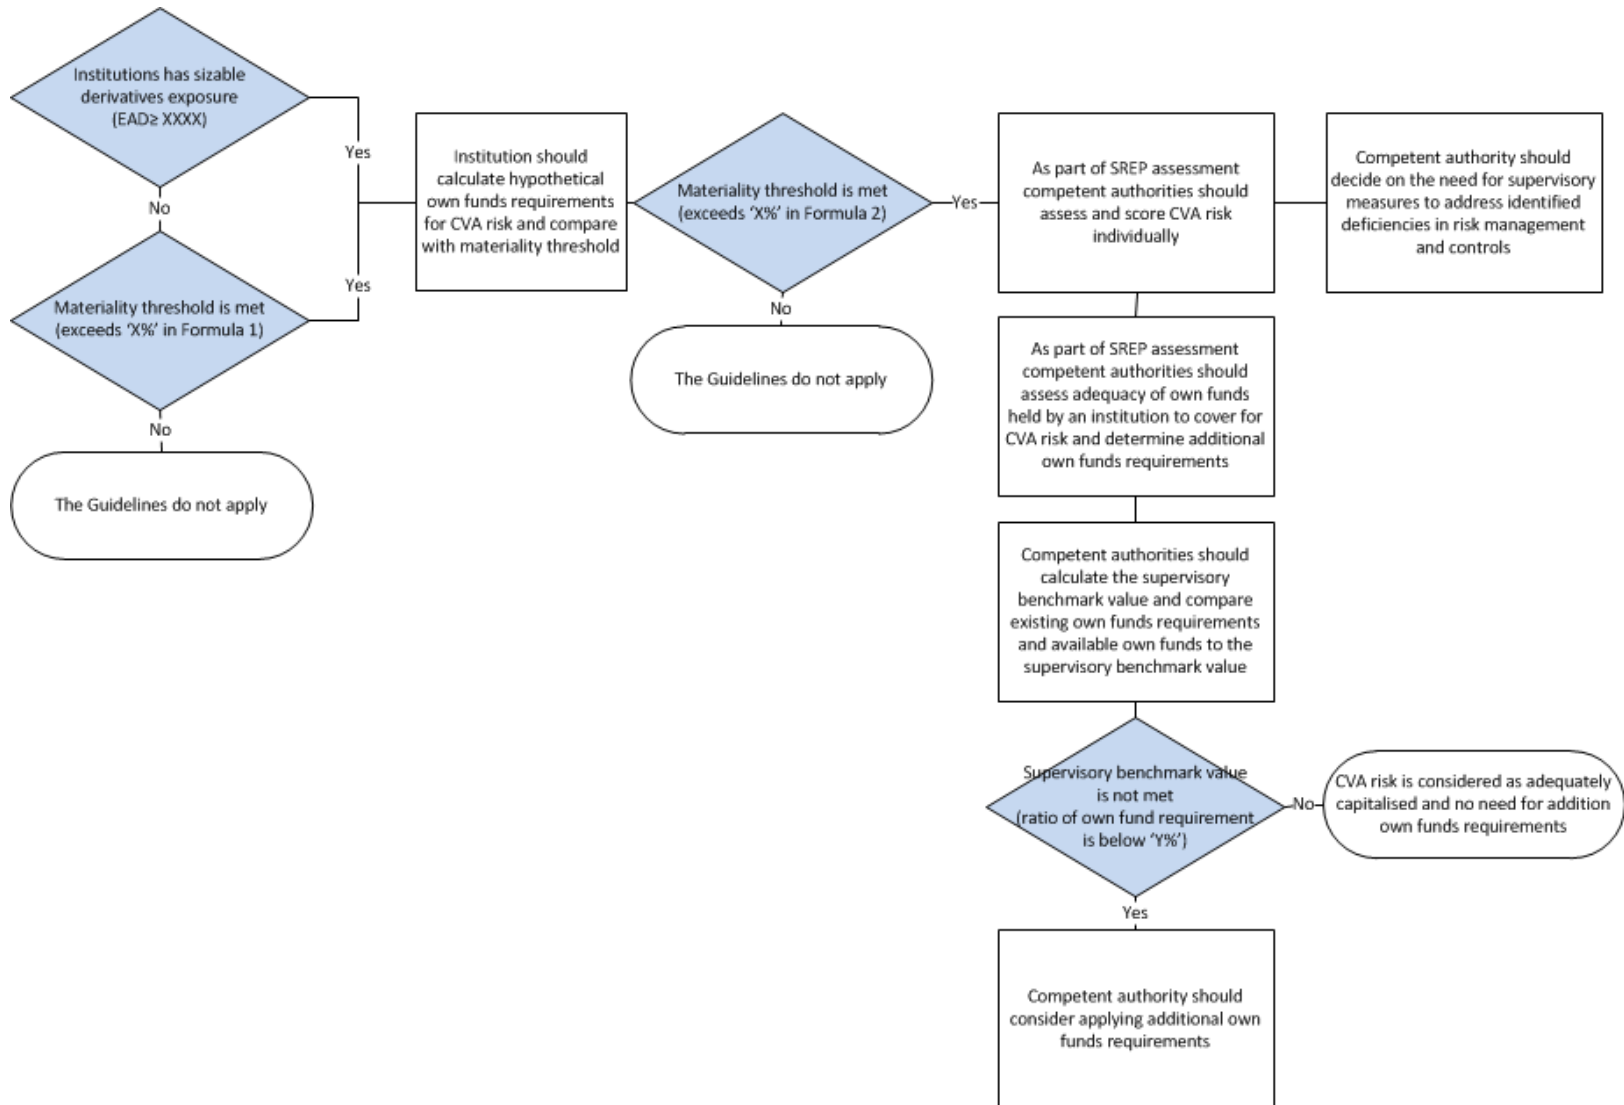 Institutions has sizable
derivatives exposure
(EAD≥ XXXX)
Yes
No
Materiality threshold is met
(exceeds ‘X%’ in Formula 1)
Yes
No
The Guidelines do not apply
Institution should
calculate hypothetical
own funds requirements
for CVA risk and compare
with materiality threshold
Materiality threshold is met
(exceeds ‘X%’ in Formula 2)
Yes
No
The Guidelines do not apply
As part of SREP assessment
competent authorities should
assess and score CVA risk
individually
Competent authority should
decide on the need for supervisory
measures to address identified
deficiencies in risk management
and controls
As part of SREP assessment
competent authorities should
assess adequacy of own funds
held by an institution to cover for
CVA risk and determine additional
own funds requirements
Competent authorities should
calculate the supervisory
benchmark value and compare
existing own funds requirements
and available own funds to the
supervisory benchmark value
Supervisory benchmark value
is not met
(ratio of own fund requirement
is below ‘Y%’)
No
CVA risk is considered as adequately
capitalised and no need for addition
own funds requirements
Yes
Competent authority should
consider applying additional own
funds requirements